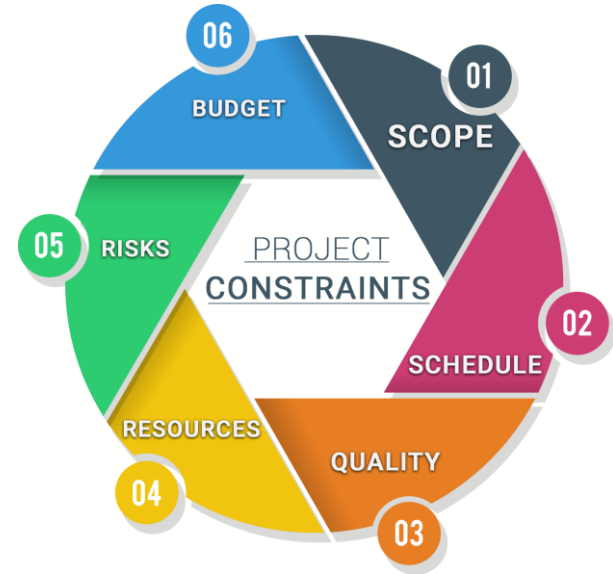 PROJECT
CONSTRAINTS
01
SCOPE
02
SCHEDULE
03
QUALITY
04
RESOURCES
05
RISKS
06
BUDGET